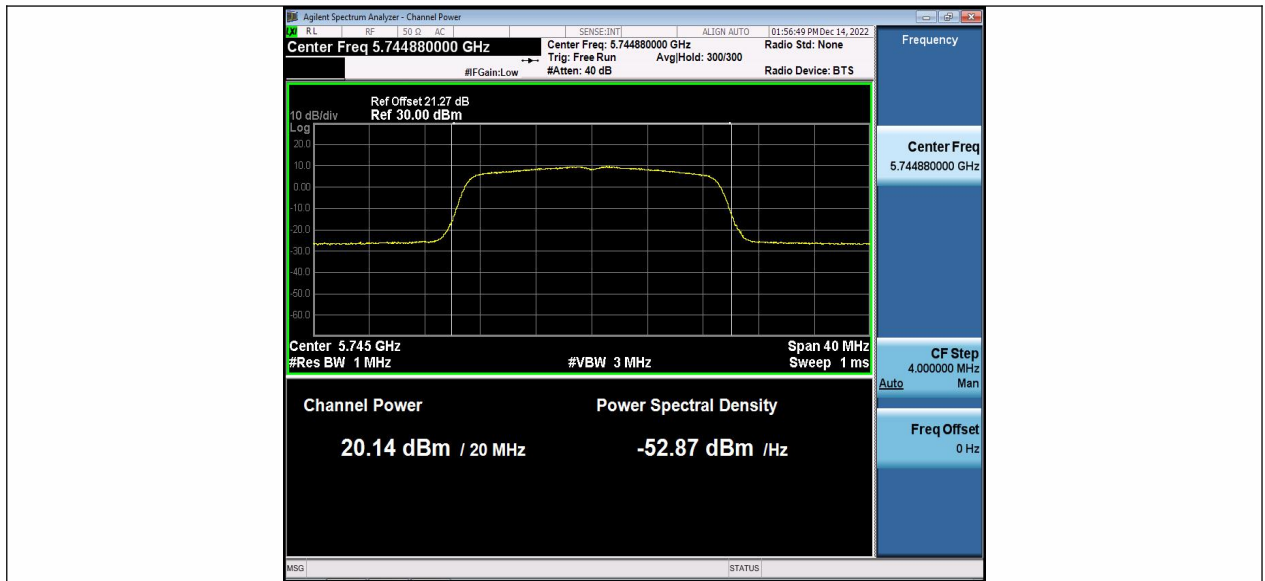 Agilent Spectrum Analyzer - Channel Power
LXI RL RF 50 Ω AC SENSE:INT ALIGN AUTO 01:56:49 PM Dec 14, 2022
Center Freq 5.744880000 GHz
Center Freq: 5.744880000 GHz
Radio Std: None
Trig: Free Run Avg|Hold: 300/300
#IFGain:Low #Atten: 40 dB Radio Device: BTS
Ref Offset 21.27 dB
10 dB/div Ref 30.00 dBm
Log
20.0
10.0
0.00
-10.0
-20.0
-30.0
-40.0
-50.0
-60.0
Center 5.745 GHz Span 40 MHz
#Res BW 1 MHz #VBW 3 MHz Sweep 1 ms
Channel Power Power Spectral Density
20.14 dBm / 20 MHz -52.87 dBm /Hz
Frequency
Center Freq
5.744880000 GHz
CF Step
4.000000 MHz
Auto Man
Freq Offset
0 Hz
MSG STATUS